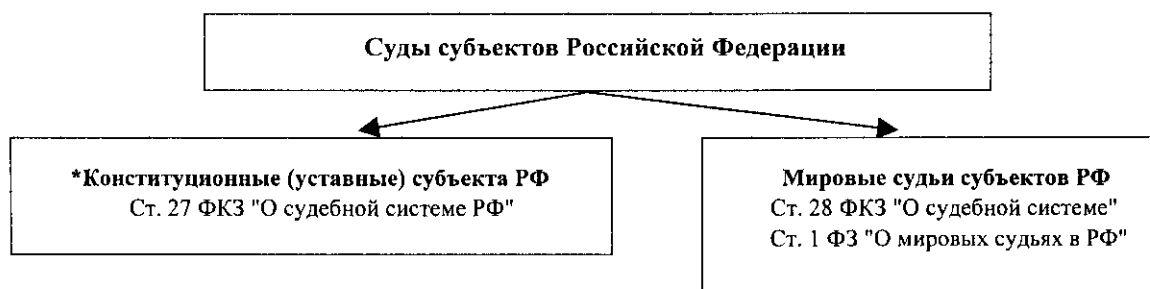 Суды субъектов Российской Федерации
*Конституционные (уставные) субъекта РФ
Ст. 27 ФКЗ "О судебной системе РФ"
Мировые судьи субъектов РФ
Ст. 28 ФКЗ "О судебной системе"
Ст. 1 ФЗ "О мировых судьях в РФ"